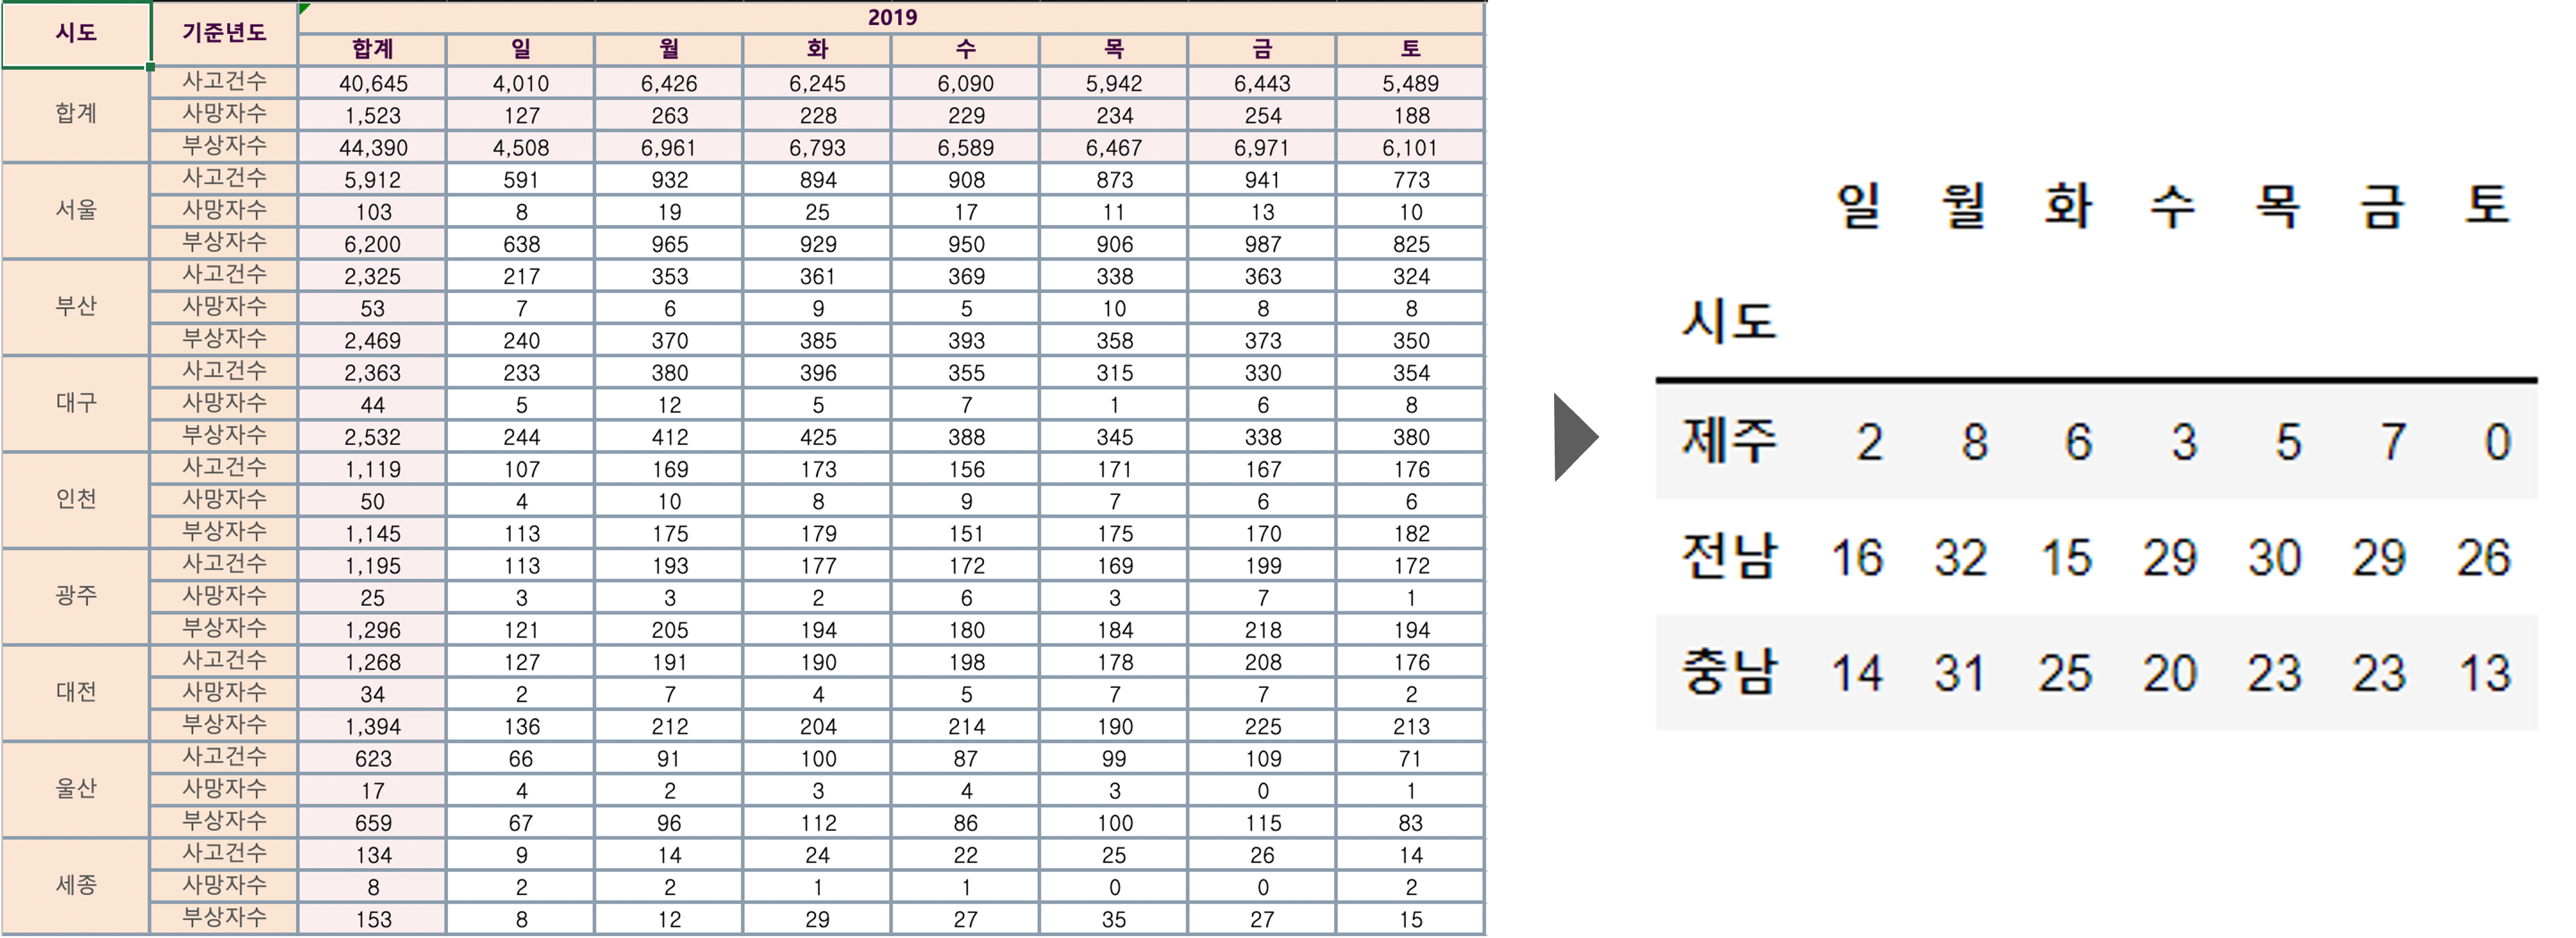 시도 기준년도 2019
합계 일 월 화 수 목 금 토
합계 사고건수 40,645 4,010 6,426 6,245 6,090 5,942 6,443 5,489
사망자수 1,523 127 263 228 229 234 254 188
부상자수 44,390 4,508 6,961 6,793 6,589 6,467 6,971 6,101
서울 사고건수 5,912 591 932 894 908 873 941 773
사망자수 103 8 19 25 17 11 13 10
부상자수 6,200 638 965 929 950 906 987 825
부산 사고건수 2,325 217 353 361 369 338 363 324
사망자수 53 7 6 9 5 10 8 8
부상자수 2,469 240 370 385 393 358 373 350
대구 사고건수 2,363 233 380 396 355 315 330 354
사망자수 44 5 12 5 7 1 6 8
부상자수 2,532 244 412 425 388 345 338 380
인천 사고건수 1,119 107 169 173 156 171 167 176
사망자수 50 4 10 8 9 7 6 6
부상자수 1,145 113 175 179 151 175 170 182
광주 사고건수 1,195 113 193 177 172 169 199 172
사망자수 25 3 3 2 6 3 7 1
부상자수 1,296 121 205 194 180 184 218 194
대전 사고건수 1,268 127 191 190 198 178 208 176
사망자수 34 2 7 4 5 7 7 2
부상자수 1,394 136 212 204 214 190 225 213
울산 사고건수 623 66 91 100 87 99 109 71
사망자수 17 4 2 3 4 3 0 1
부상자수 659 67 96 112 86 100 115 83
세종 사고건수 134 9 14 24 22 25 26 14
사망자수 8 2 2 1 1 0 0 2
부상자수 153 8 12 29 27 35 27 15
일 월 화 수 목 금 토
시도
제주 2 8 6 3 5 7 0
전남 16 32 15 29 30 29 26
충남 14 31 25 20 23 23 13